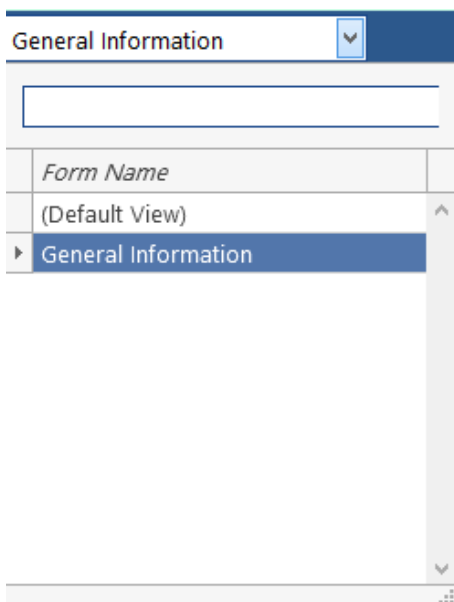 General Information
Form Name
(Default View)
General Information